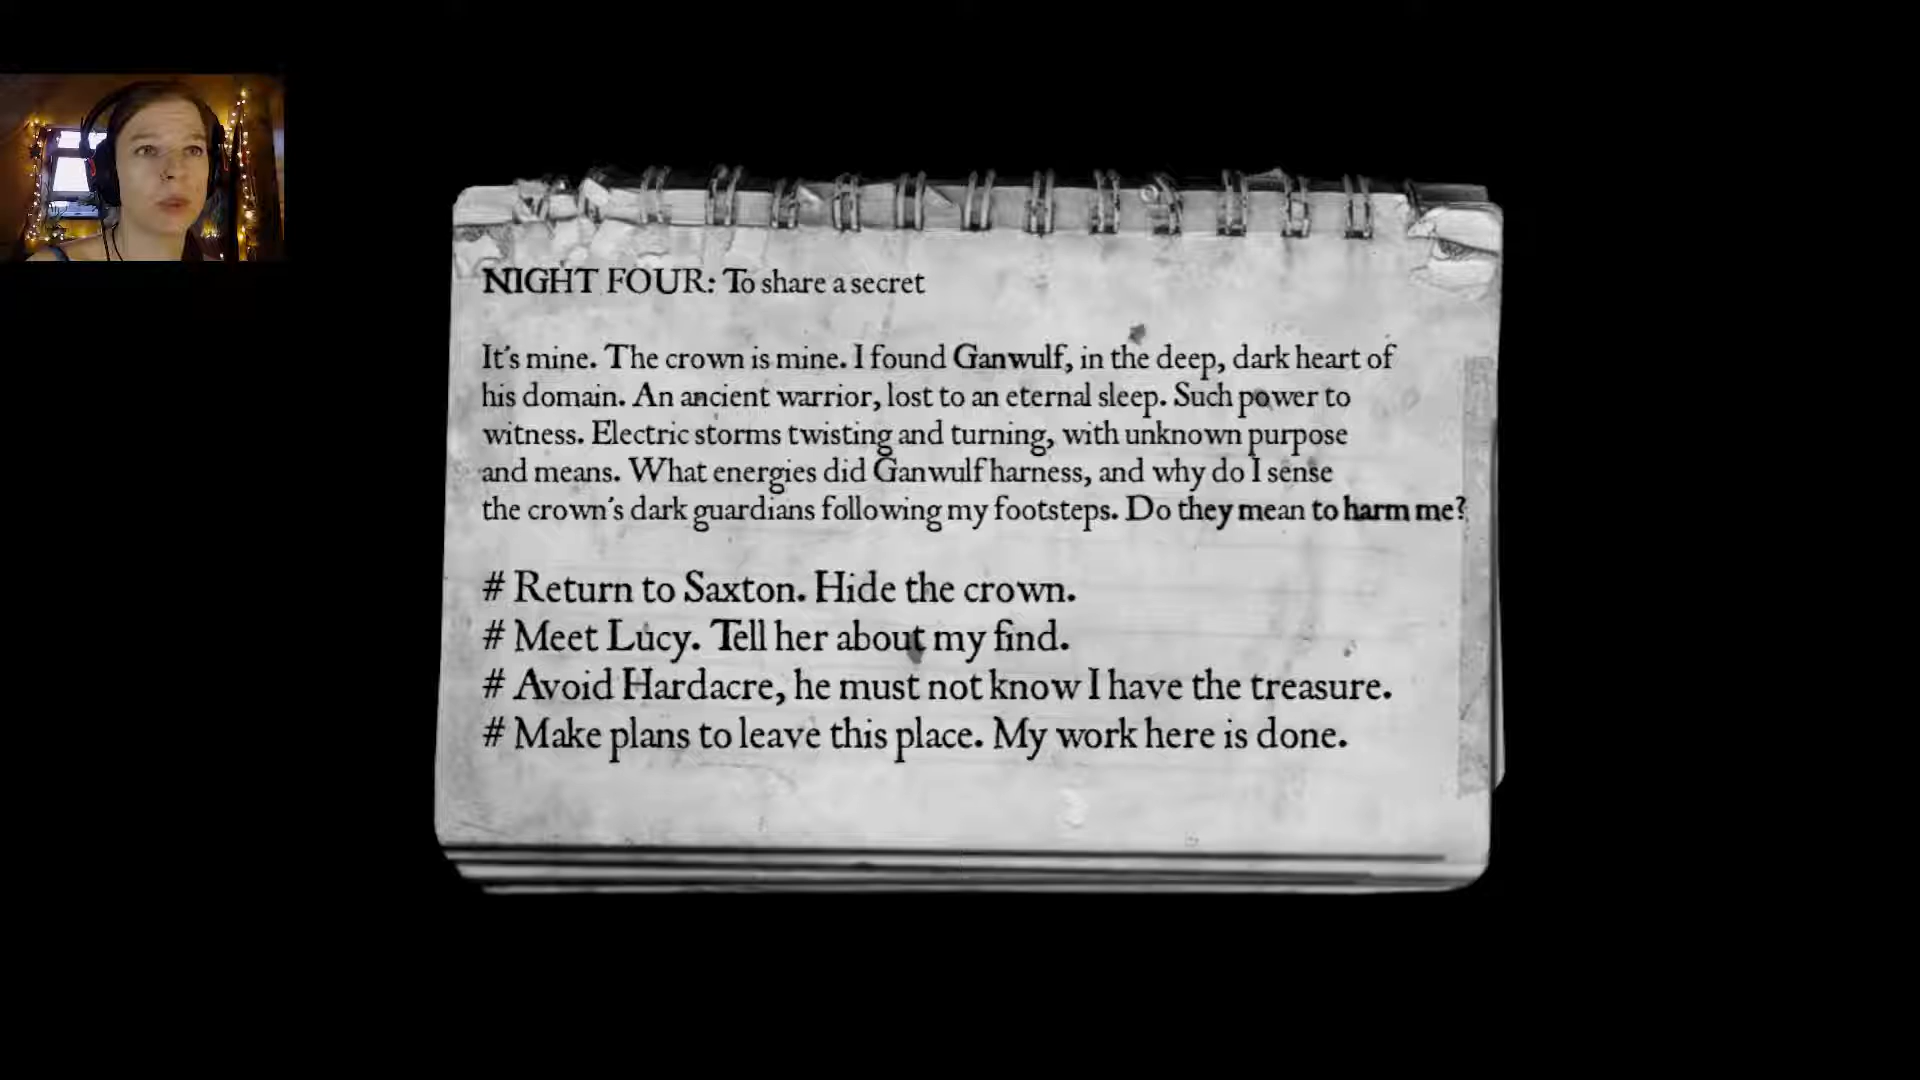 NIGHT FOUR: To share a secret
It's mine. The crown is mine. I found Ganwulf, in the deep, dark heart of
his domain. An ancient warrior, lost to an eternal sleep. Such power to
witness. Electric storms twisting and turning, with unknown purpose
and means. What energies did Ganwulf harness, and why do I sense
the crown's dark guardians following my footsteps. Do they mean to harm me?
# Return to Saxton. Hide the crown.
# Meet Lucy. Tell her about my find.
# Avoid Hardacre, he must not know I have the treasure.
# Make plans to leave this place. My work here is done.